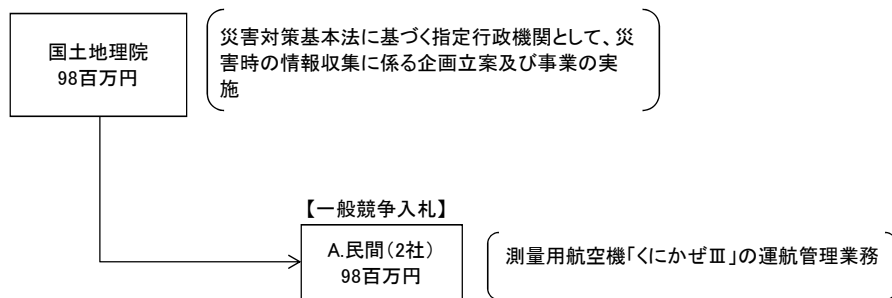 国土地理院
98百万円
災害対策基本法に基づく指定行政機関として、災
害時の情報収集に係る企画立案及び事業の実
施
【一般競争入札】
A.民間（2社）
98百万円
測量用航空機「くにかぜⅢ」の運航管理業務